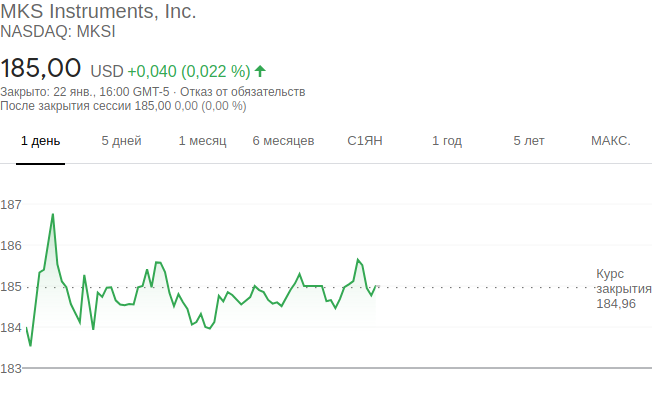 MKS Instruments, Inc.
NASDAQ: MKSI
185,00 USD +0,040 (0,022 %)
Закрыто: 22 янв., 16:00 GMT-5 · Отказ от обязательств
После закрытия сессии 185,00 0,00 (0,00 %)
1 день 5 дней 1 месяц 6 месяцев С1ЯН 1 год 5 лет МАКС.
187
186
185
184
183
Курс
закрытия
184,96